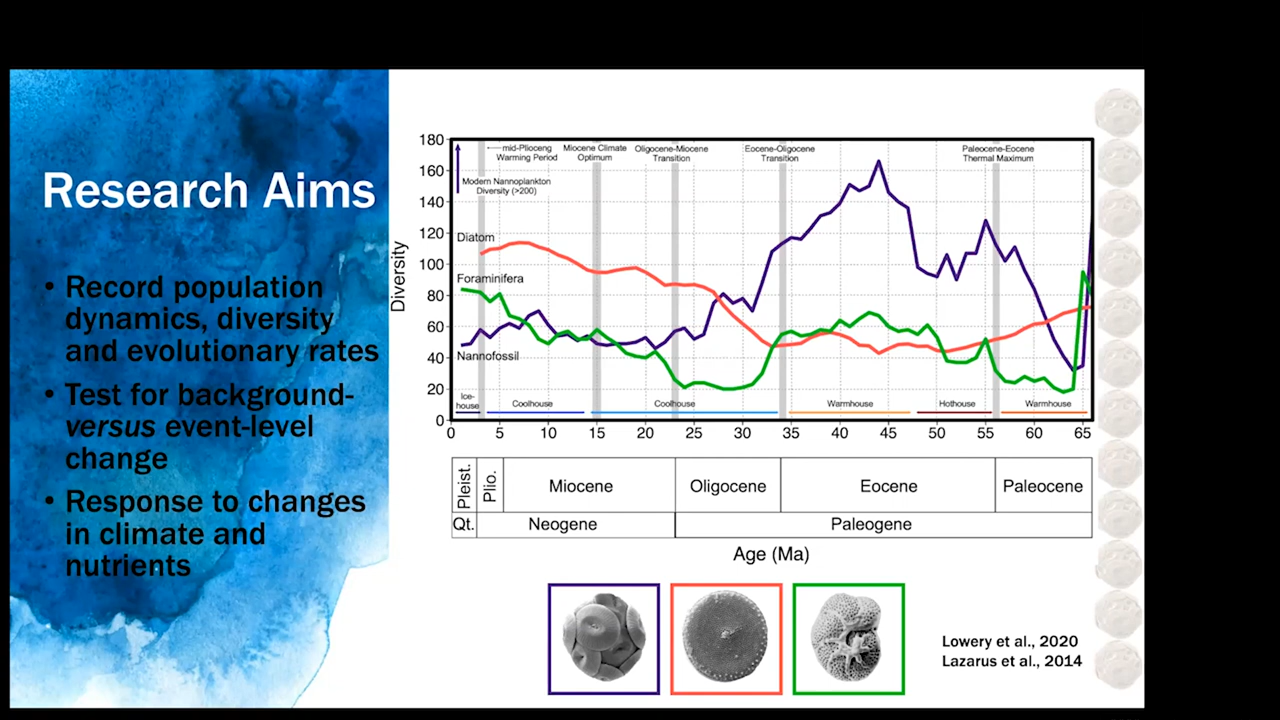 Research Aims
• Record population
dynamics, diversity
and evolutionary rates
• Test for background-
versus event-level
change
• Response to changes
in climate and
nutrients
Diversity
180
160
140
120
100
80
60
40
20
0
mid-Plioceng
Warming Period
Miocene Climate
Optimum
Oligocene-Miocene
Transition
Eocene-Oligocene
Transition
Paleocene-Eocene
Thermal Maximum
Modern Nannoplankton
Diversity (>200)
Diatom
Foraminifera
Nannofossil
Ice-
house
Coolhouse
Coolhouse
Warmhouse
Hothouse
Warmhouse
0 5 10 15 20 25 30 35 40 45 50 55 60 65
Pleist. Plio. Miocene Oligocene Eocene Paleocene
Qt. Neogene Paleogene
Age (Ma)
Lowery et al., 2020
Lazarus et al., 2014